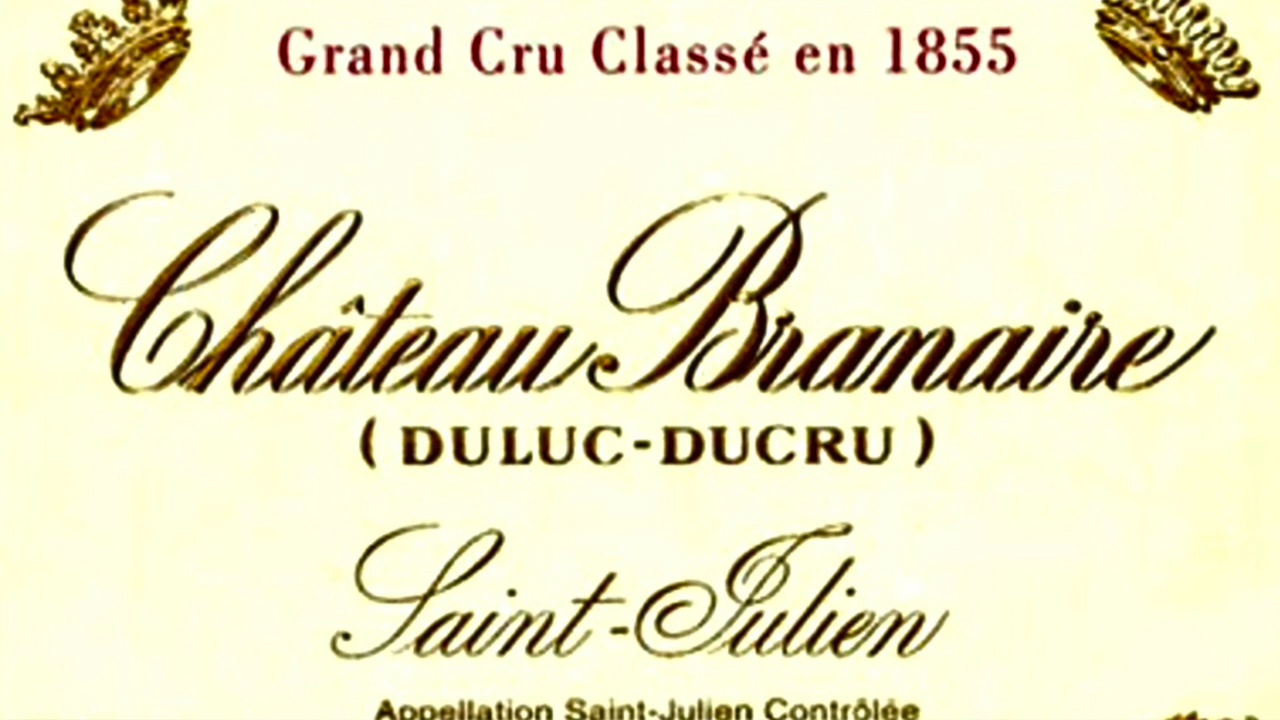 Grand Cru Classé en 1855
Château Branaire
( DULUC-DUCRU )
Saint-Julien
Appellation Saint-Julien Contrôlée